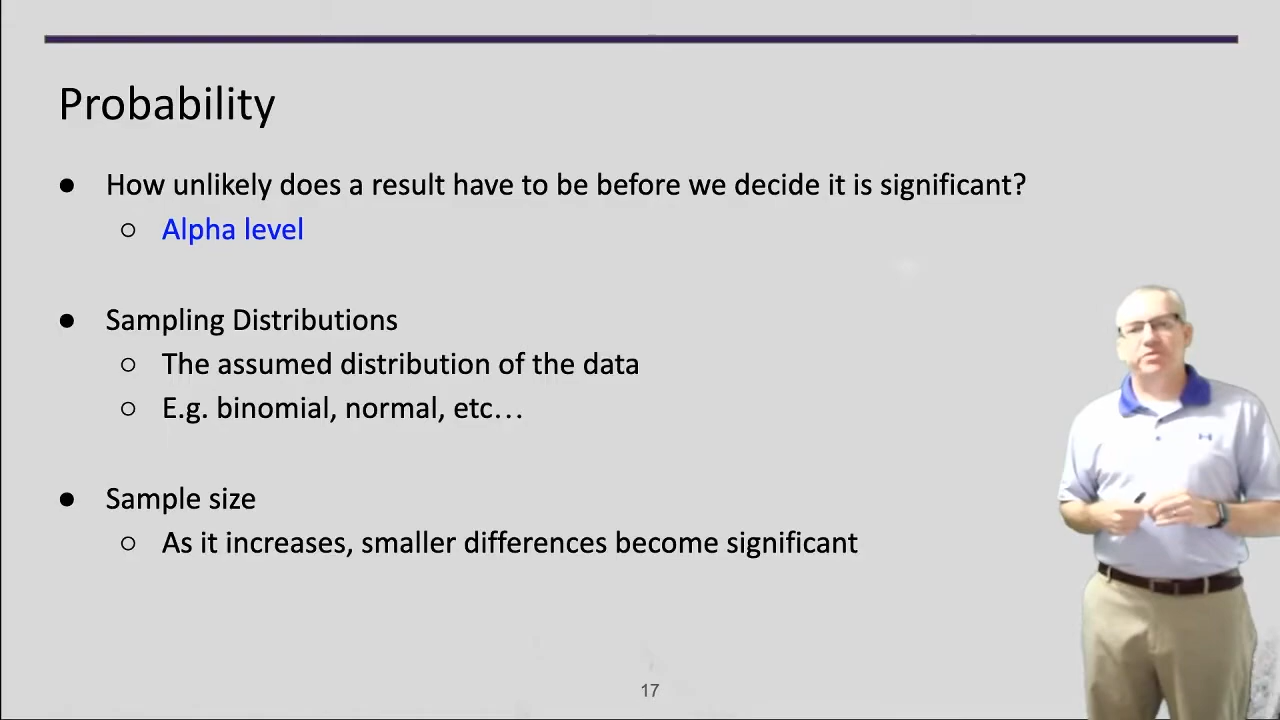 Probability
● How unlikely does a result have to be before we decide it is significant?
○ Alpha level
● Sampling Distributions
○ The assumed distribution of the data
○ E.g. binomial, normal, etc…
● Sample size
○ As it increases, smaller differences become significant
17